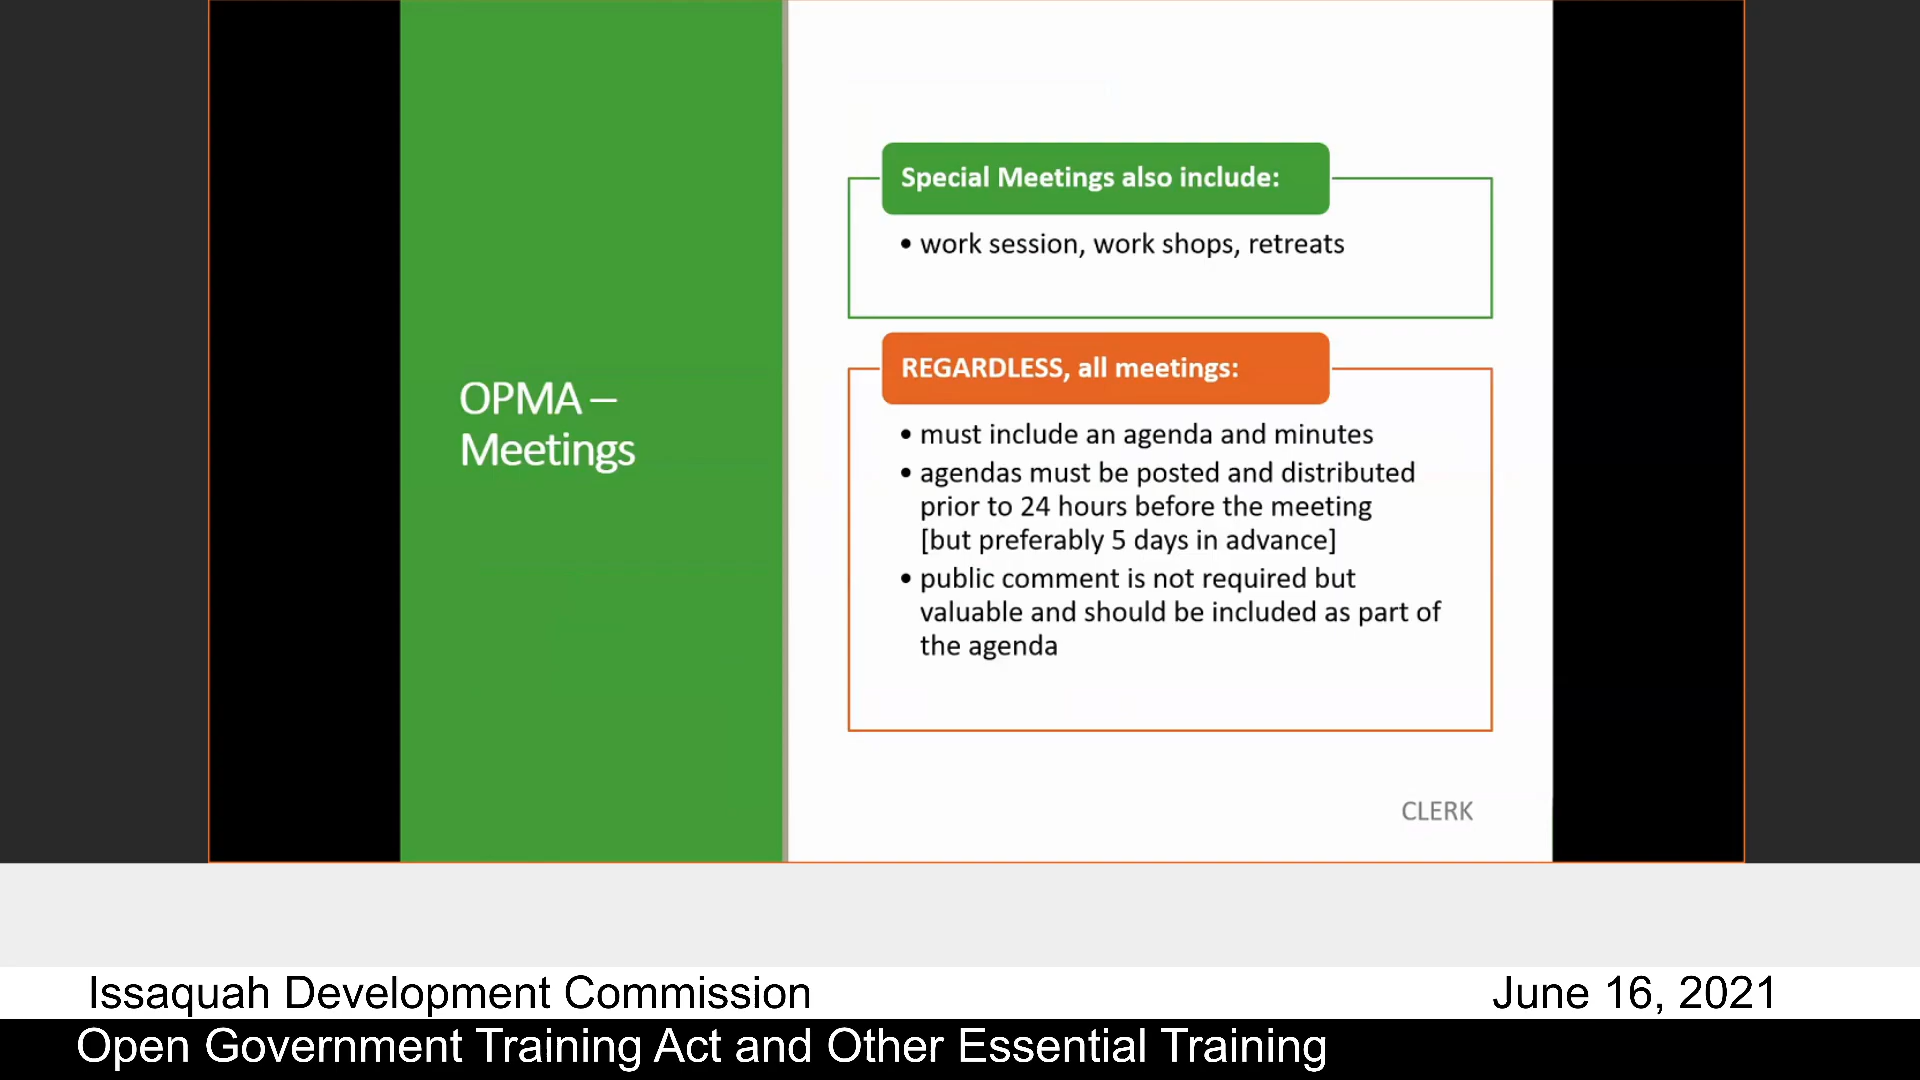 OPMA –
Meetings
Special Meetings also include:
• work session, work shops, retreats
REGARDLESS, all meetings:
• must include an agenda and minutes
• agendas must be posted and distributed
prior to 24 hours before the meeting
[but preferably 5 days in advance]
• public comment is not required but
valuable and should be included as part of
the agenda
CLERK
Issaquah Development Commission
June 16, 2021
Open Government Training Act and Other Essential Training